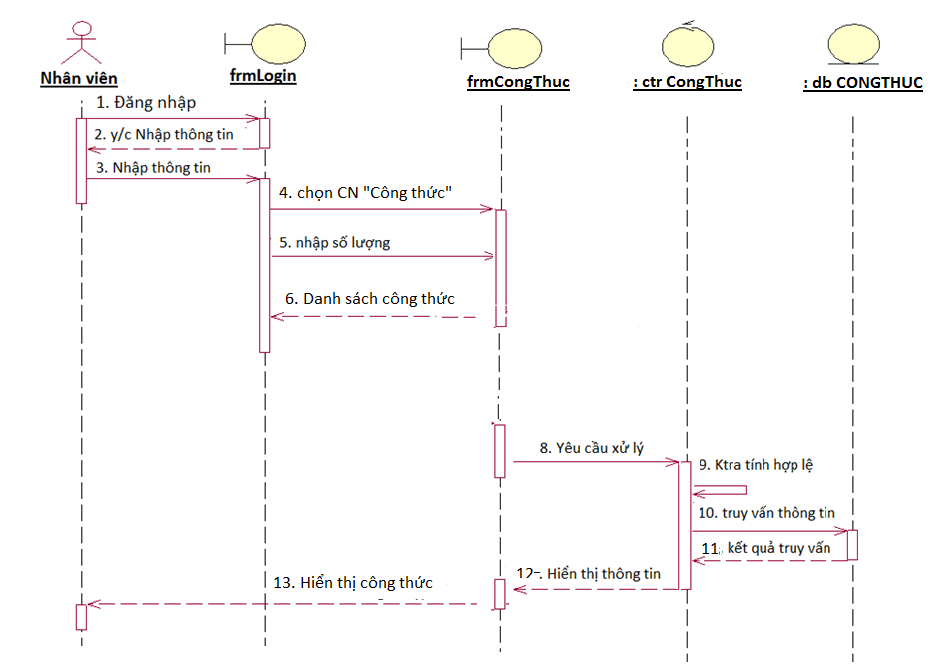 Nhân viên
frmLogin
frmCongThuc
: ctr CongThuc
: db CONGTHUC
1. Đăng nhập
2. y/c Nhập thông tin
3. Nhập thông tin
4. chọn CN "Công thức"
5. nhập số lượng
6. Danh sách công thức
8. Yêu cầu xử lý
9. Ktra tính hợp lệ
10. truy vấn thông tin
11. kết quả truy vấn
12-. Hiển thị thông tin
13. Hiển thị công thức